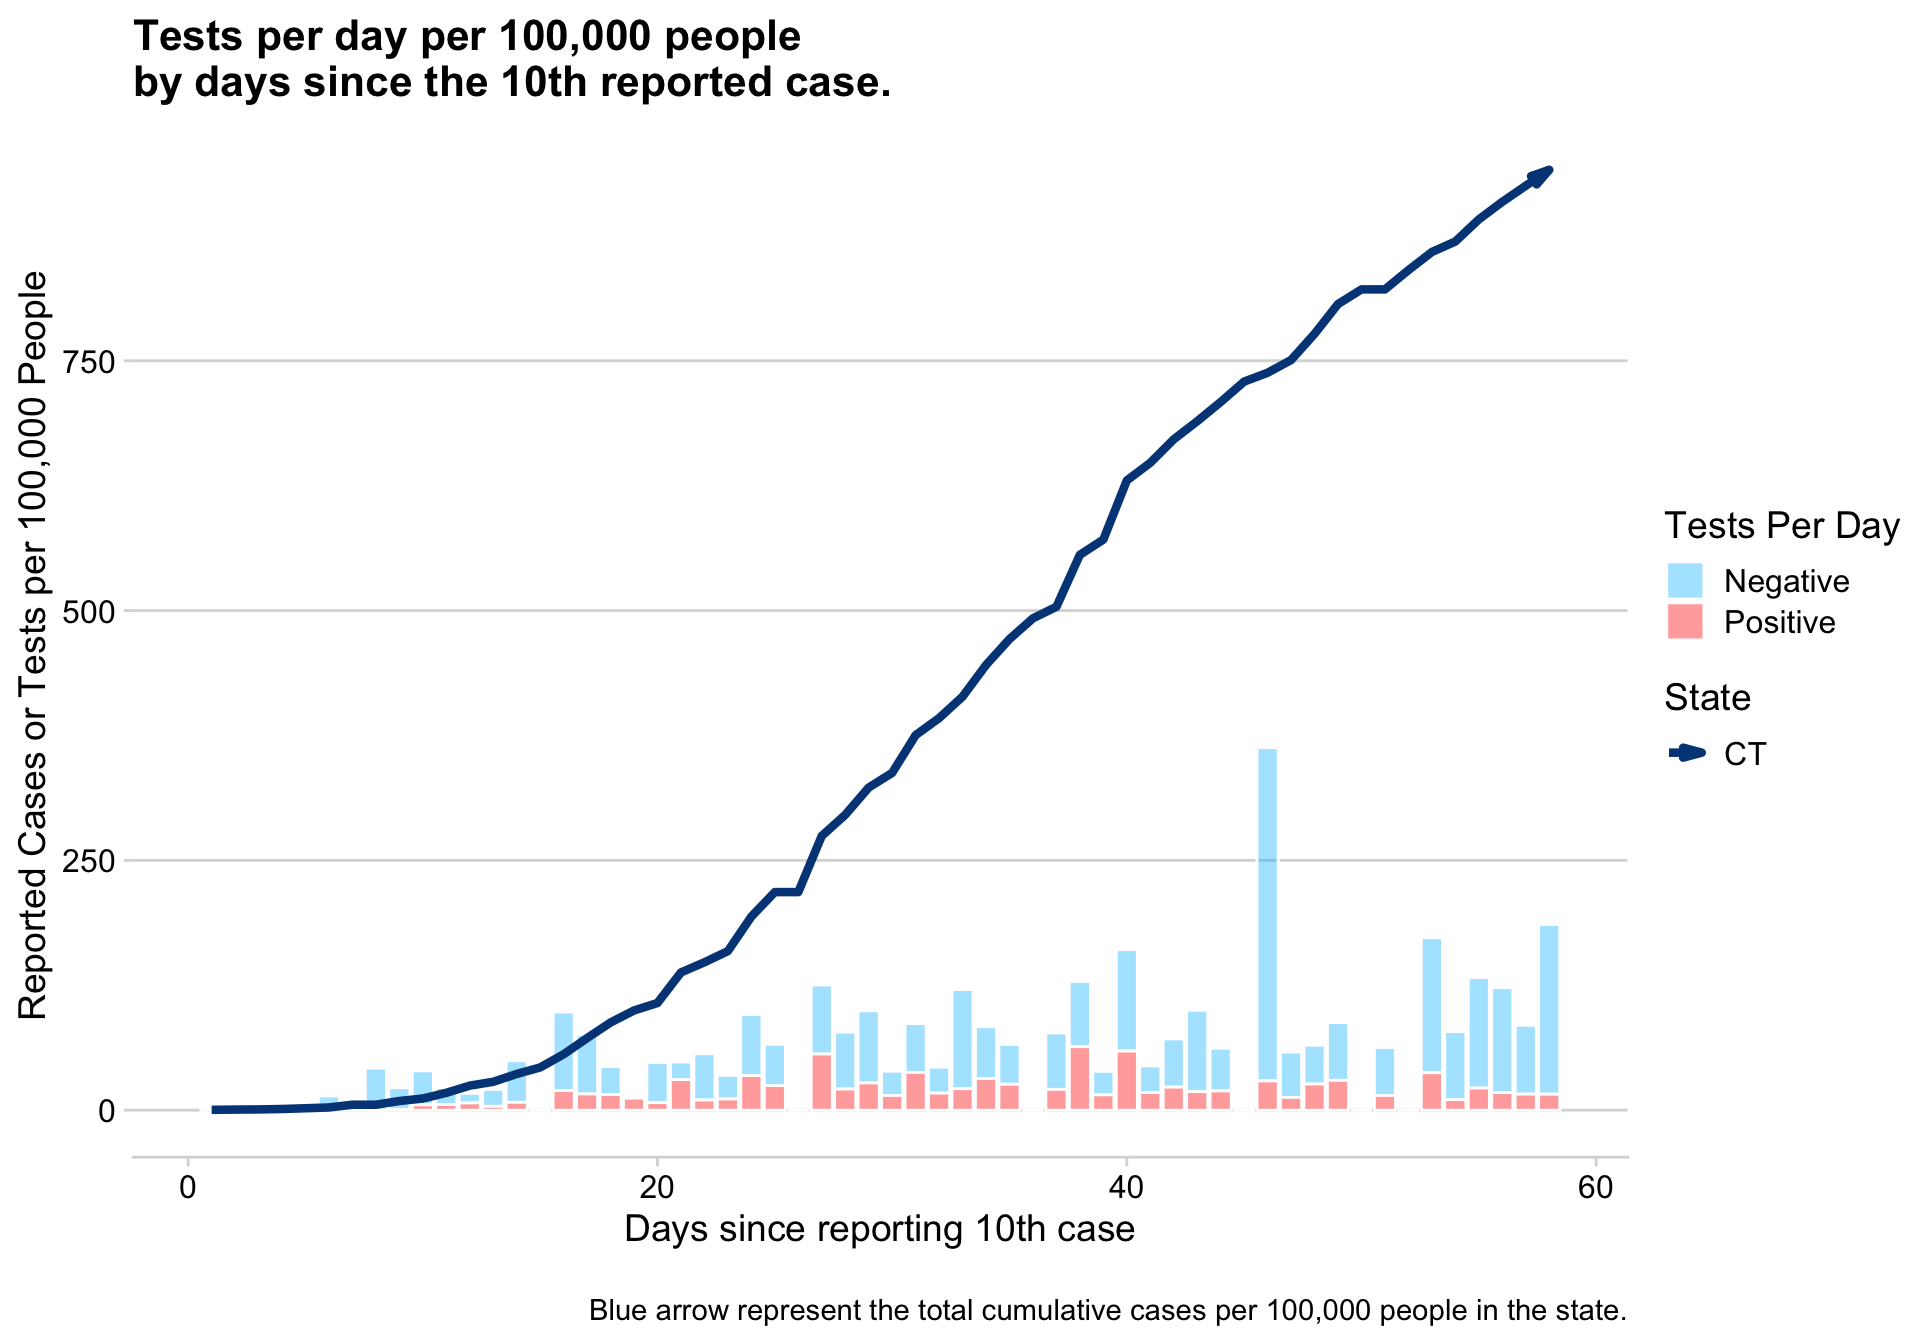 Tests per day per 100,000 people
by days since the 10th reported case.
Reported Cases or Tests per 100,000 People
750
500
250
0
0
20
40
60
Days since reporting 10th case
Tests Per Day
Negative
Positive
State
CT
Blue arrow represent the total cumulative cases per 100,000 people in the state.